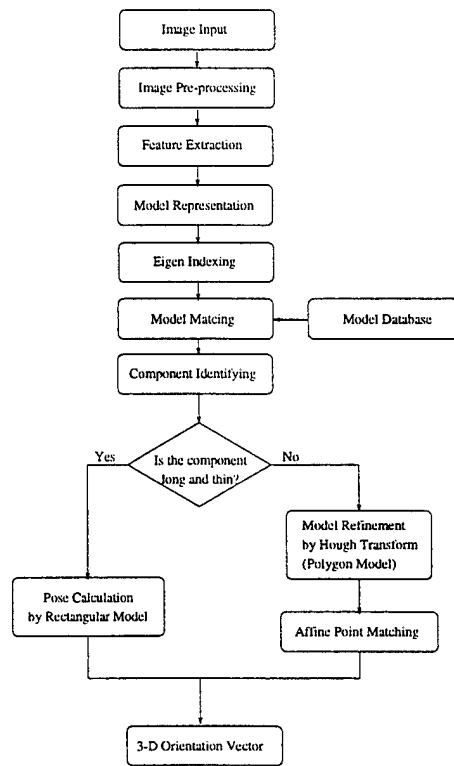 Image Input
Image Pre-processing
Feature Extraction
Model Representation
Eigen Indexing
Model Matcing
Model Database
Component Identifying
Yes
Is the component
long and thin?
No
Model Refinement
by Hough Transform
(Polygon Model)
Pose Calculation
by Rectangular Model
Affine Point Matching
3-D Orientation Vector